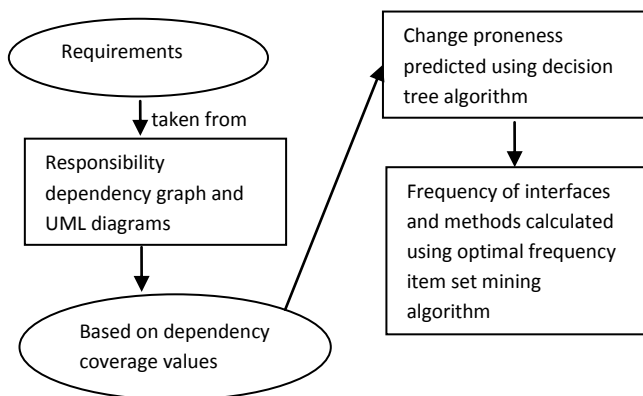 Requirements
taken from
Responsibility
dependency graph and
UML diagrams
Based on dependency
coverage values
Change proneness
predicted using decision
tree algorithm
Frequency of interfaces
and methods calculated
using optimal frequency
item set mining
algorithm